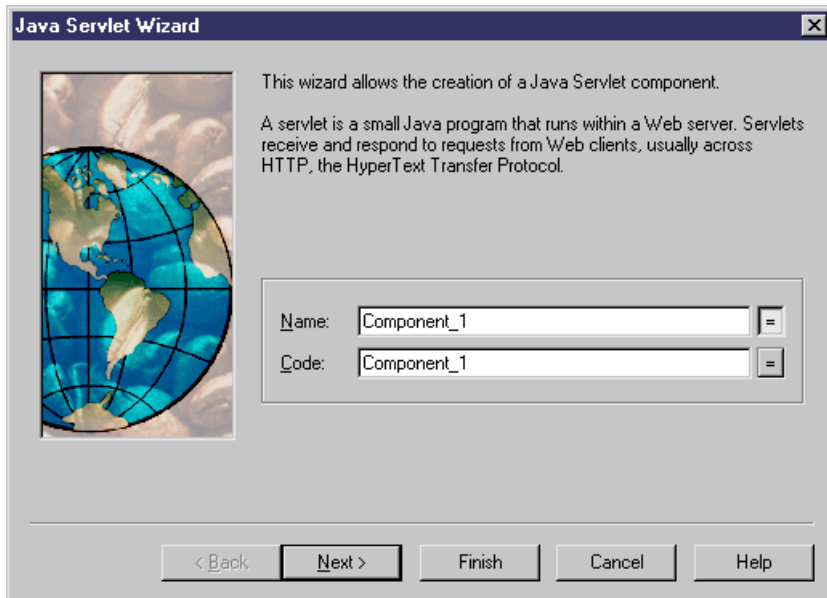 Java Servlet Wizard
This wizard allows the creation of a Java Servlet component.
A servlet is a small Java program that runs within a Web server. Servlets
receive and respond to requests from Web clients, usually across
HTTP, the HyperText Transfer Protocol.
Name: Component_1 =
Code: Component_1 =
< Back Next > Finish Cancel Help